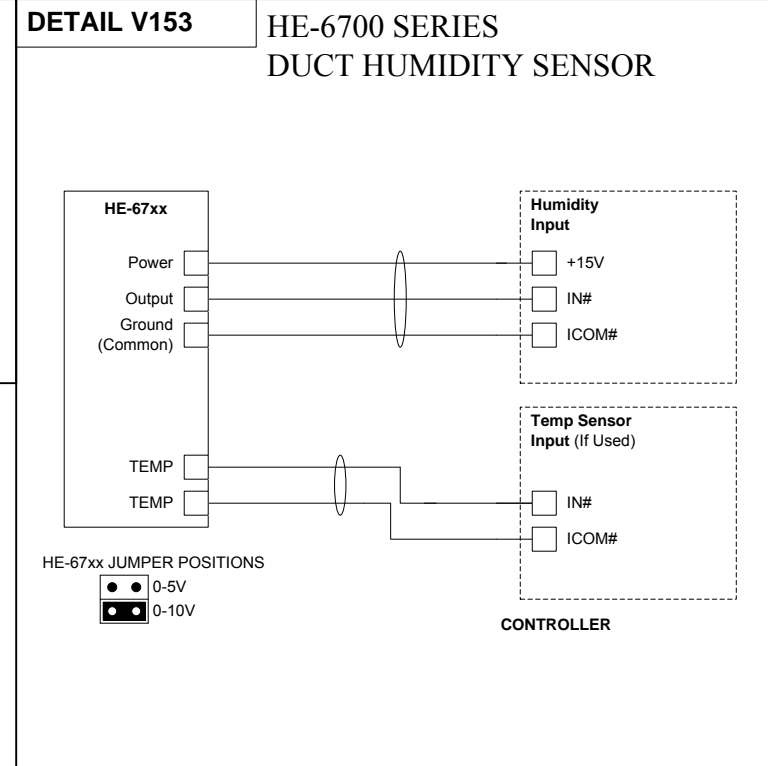 DETAIL V153
HE-6700 SERIES
DUCT HUMIDITY SENSOR
HE-67xx
Power
Output
Ground
(Common)
TEMP
TEMP
Humidity
Input
+15V
IN#
ICOM#
Temp Sensor
Input (If Used)
IN#
ICOM#
HE-67xx JUMPER POSITIONS
0-5V
0-10V
CONTROLLER